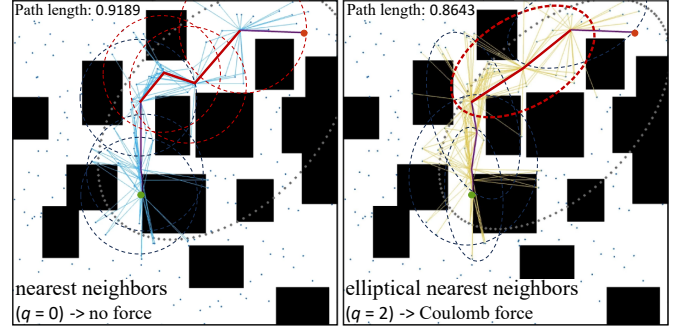 Path length: 0.9189
nearest neighbors
(q = 0) -> no force
Path length: 0.8643
elliptical nearest neighbors
(q = 2) -> Coulomb force